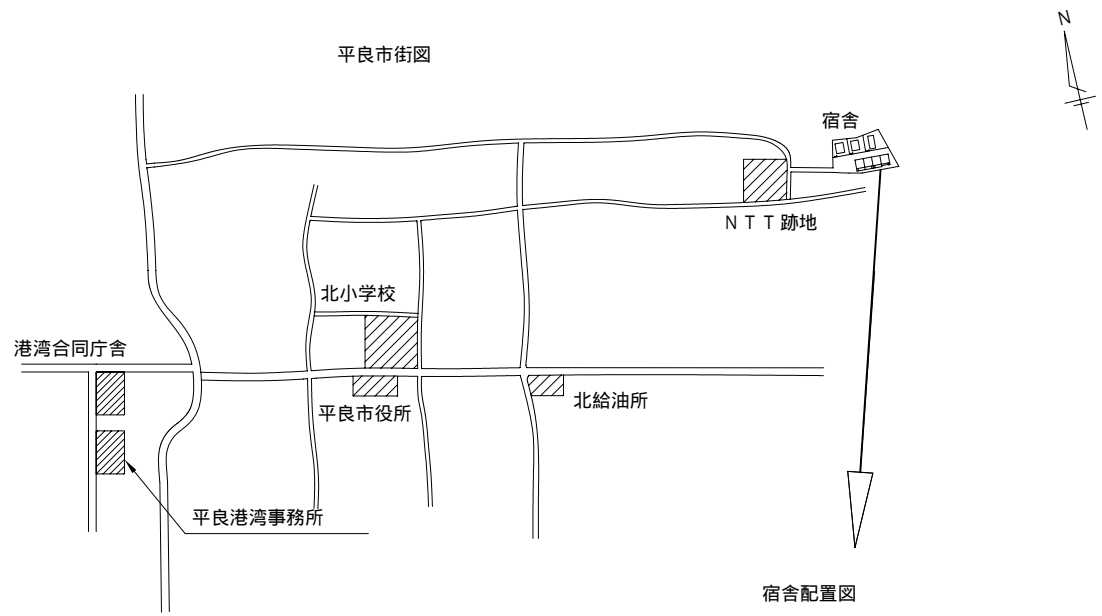 平良市街図
N
宿舎
ＮＴＴ跡地
北小学校
港湾合同庁舎
北給油所
平良市役所
平良港湾事務所
宿舎配置図